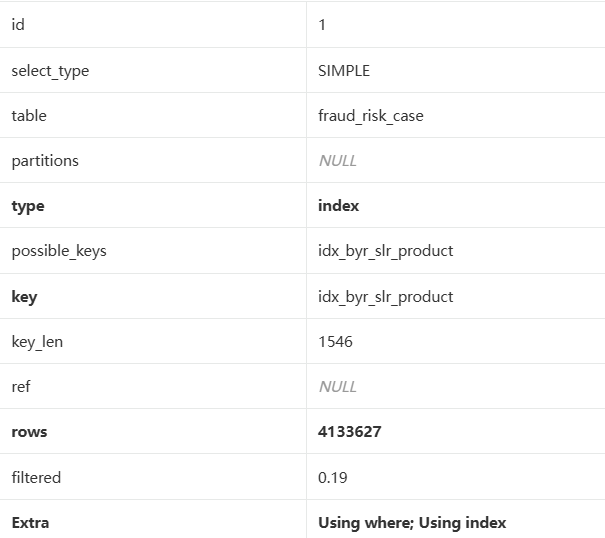 id 1
select_type SIMPLE
table fraud_risk_case
partitions NULL
type index
possible_keys idx_byr_slr_product
key idx_byr_slr_product
key_len 1546
ref NULL
rows 4133627
filtered 0.19
Extra Using where; Using index